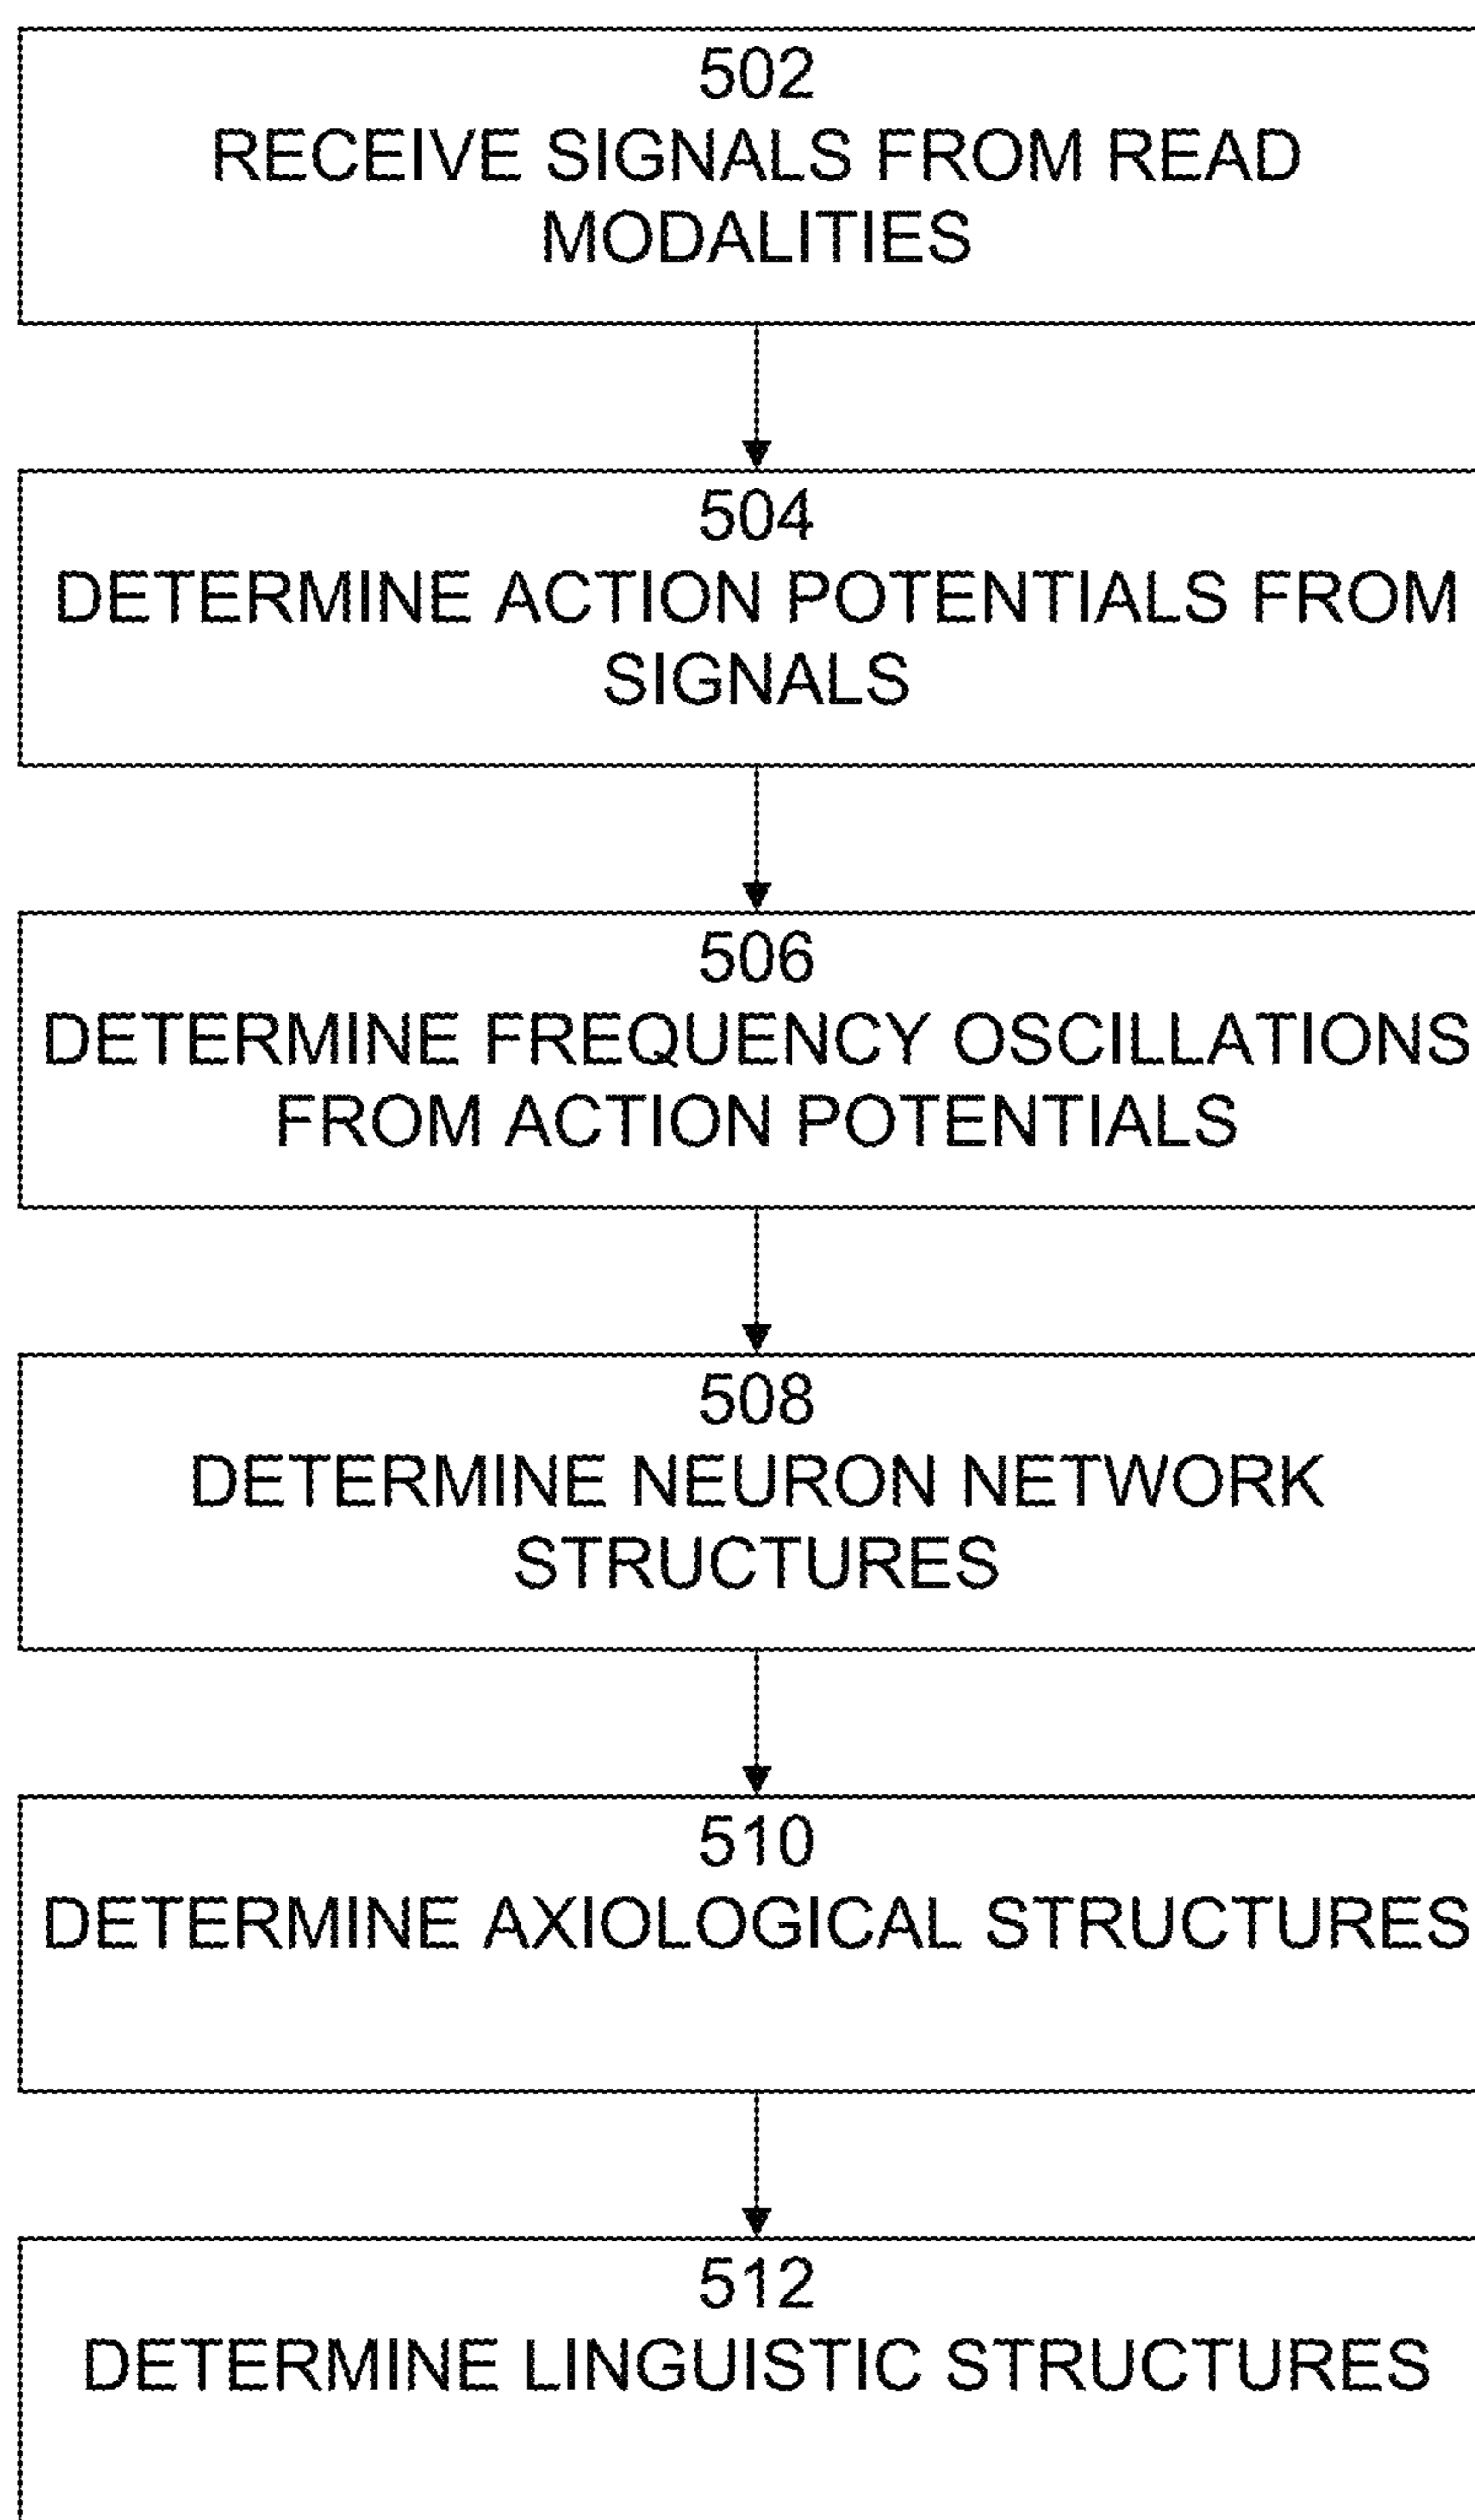 502
RECEIVE SIGNALS FROM READ
MODALITIES
504
DETERMINE ACTION POTENTIALS FROM
SIGNALS
506
DETERMINE FREQUENCY OSCILLATIONS
FROM ACTION POTENTIALS
508
DETERMINE NEURON NETWORK
STRUCTURES
510
DETERMINE AXIOLOGICAL STRUCTURES
512
DETERMINE LINGUISTIC STRUCTURES